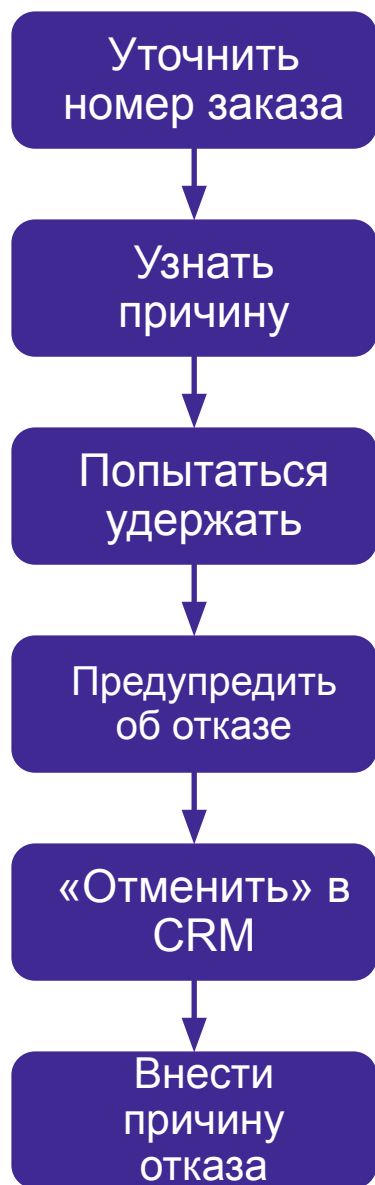 Уточнить
номер заказа
Узнать
причину
Попытаться
удержать
Предупредить
об отказе
«Отменить» в
CRM
Внести
причину
отказа